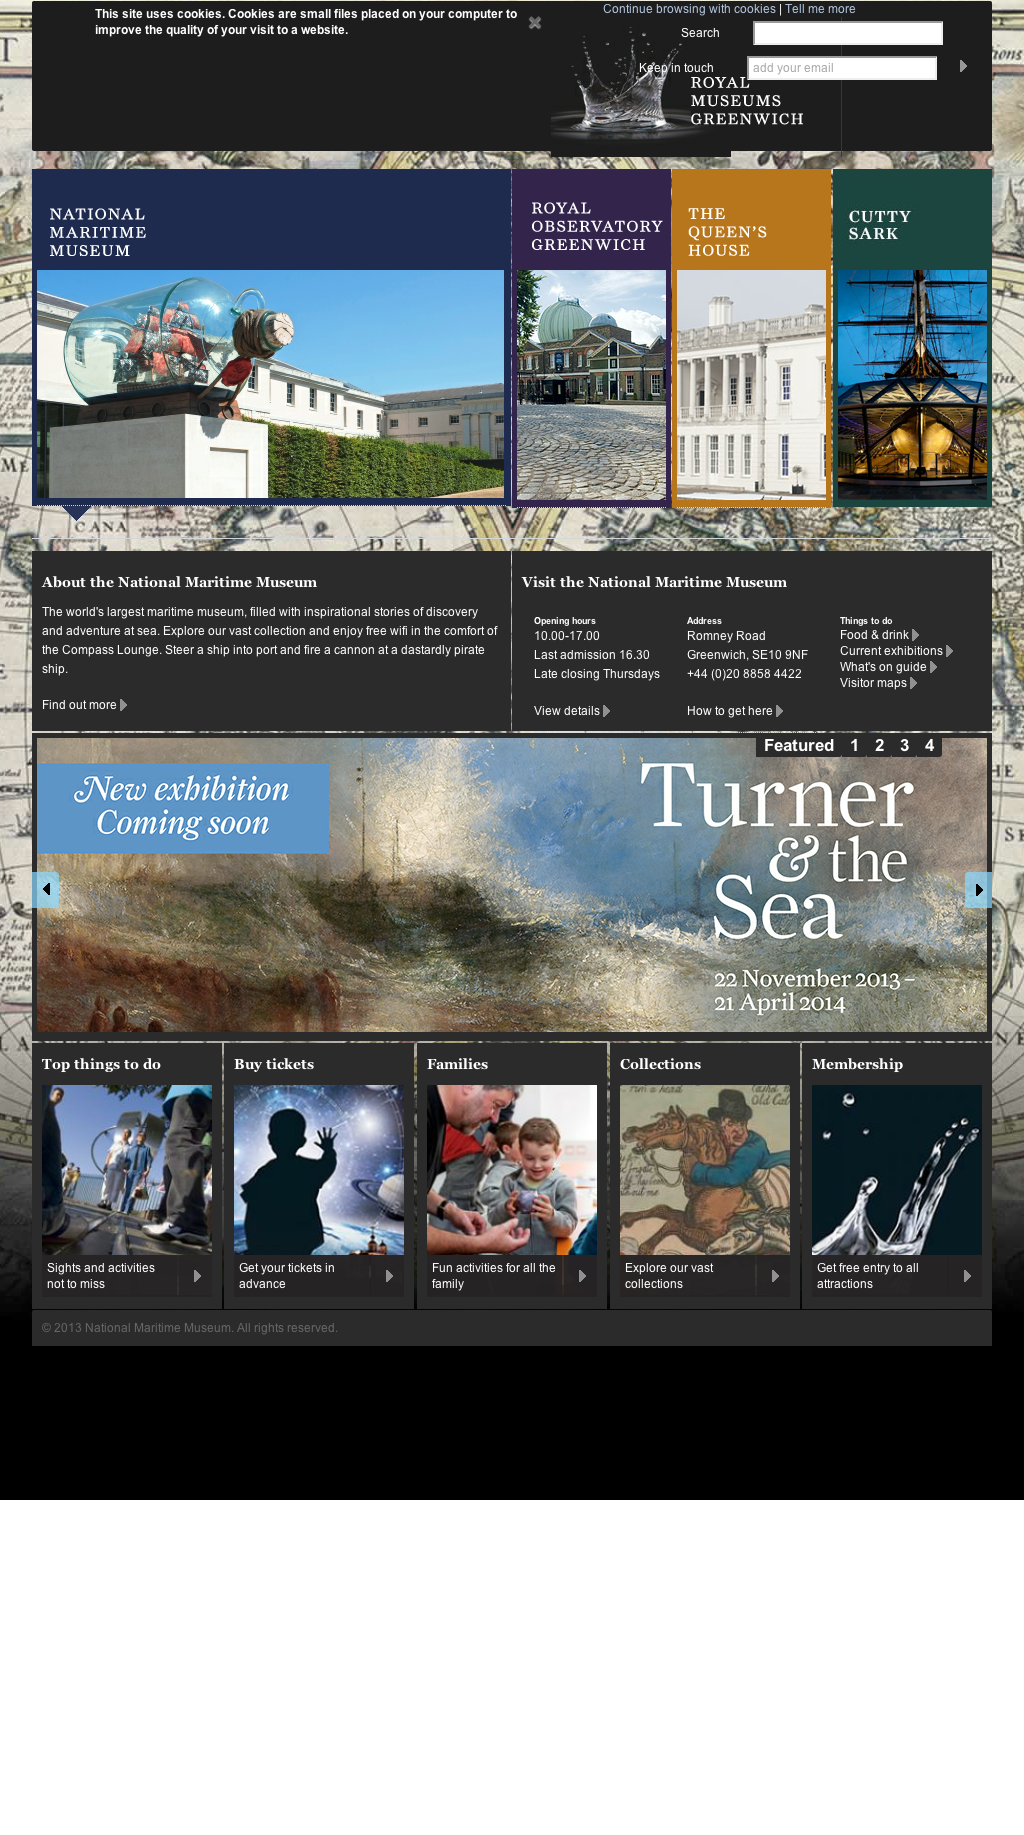 This site uses cookies. Cookies are small files placed on your computer to
improve the quality of your visit to a website.
Continue browsing with cookies | Tell me more
Search
Keep in touch
add your email
ROYAL
MUSEUMS
GREENWICH
NATIONAL
MARITIME
MUSEUM
ROYAL
OBSERVATORY
GREENWICH
THE
QUEEN'S
HOUSE
CUTTY
SARK
About the National Maritime Museum
The world's largest maritime museum, filled with inspirational stories of discovery
and adventure at sea. Explore our vast collection and enjoy free wifi in the comfort of
the Compass Lounge. Steer a ship into port and fire a cannon at a dastardly pirate
ship.
Find out more
Visit the National Maritime Museum
Opening hours
10.00-17.00
Last admission 16.30
Late closing Thursdays
View details
Address
Romney Road
Greenwich, SE10 9NF
+44 (0)20 8858 4422
How to get here
Things to do
Food & drink
Current exhibitions
What's on guide
Visitor maps
Featured 1 2 3 4
New exhibition
Coming soon
Turner
& the
Sea
22 November 2013 –
21 April 2014
Top things to do
Sights and activities
not to miss
Buy tickets
Get your tickets in
advance
Families
Fun activities for all the
family
Collections
Explore our vast
collections
Membership
Get free entry to all
attractions
© 2013 National Maritime Museum. All rights reserved.